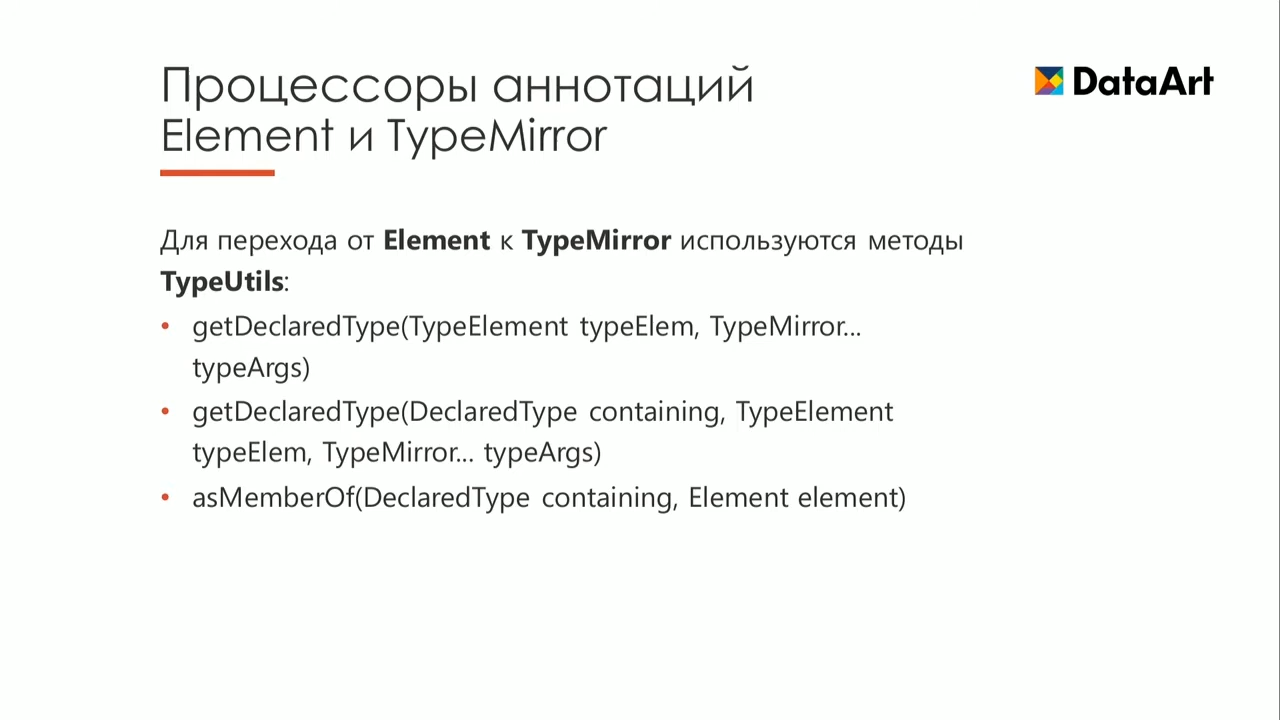 Процессоры аннотаций
Element и TypeMirror
DataArt
Для перехода от Element к TypeMirror используются методы
TypeUtils:
• getDeclaredType(TypeElement typeElem, TypeMirror...
typeArgs)
• getDeclaredType(DeclaredType containing, TypeElement
typeElem, TypeMirror... typeArgs)
• asMemberOf(DeclaredType containing, Element element)